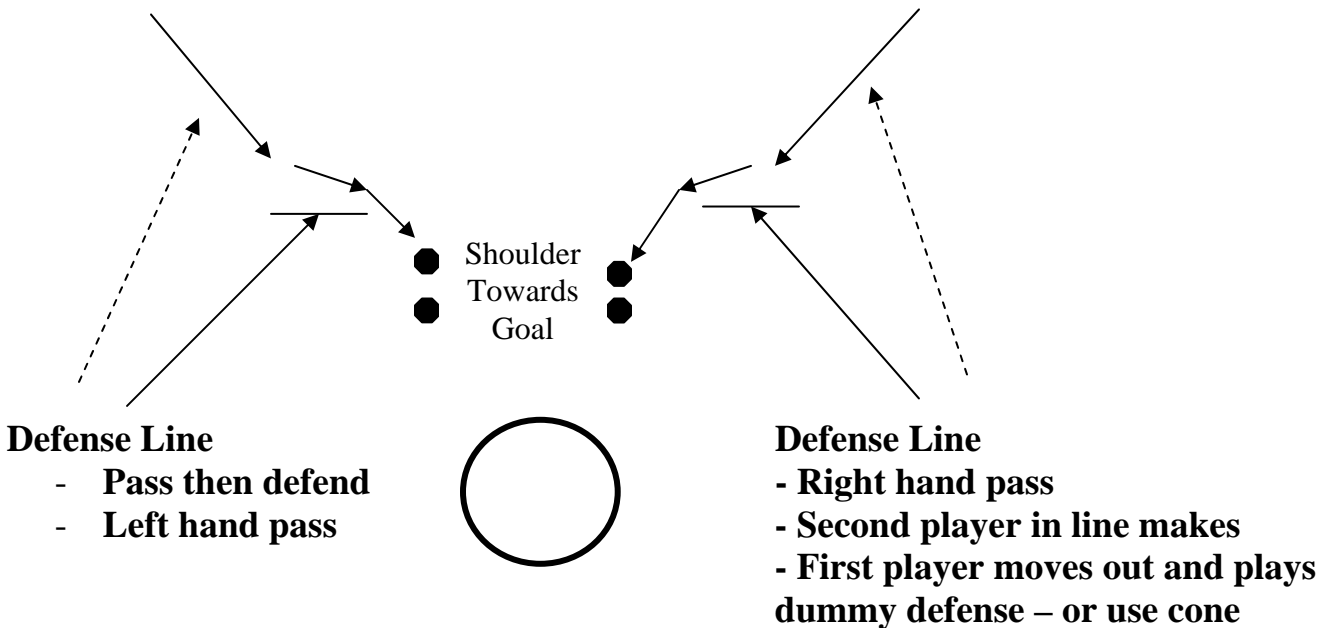 Shoulder
Towards
Goal
Defense Line
- Pass then defend
- Left hand pass
Defense Line
- Right hand pass
- Second player in line makes
- First player moves out and plays
dummy defense – or use cone